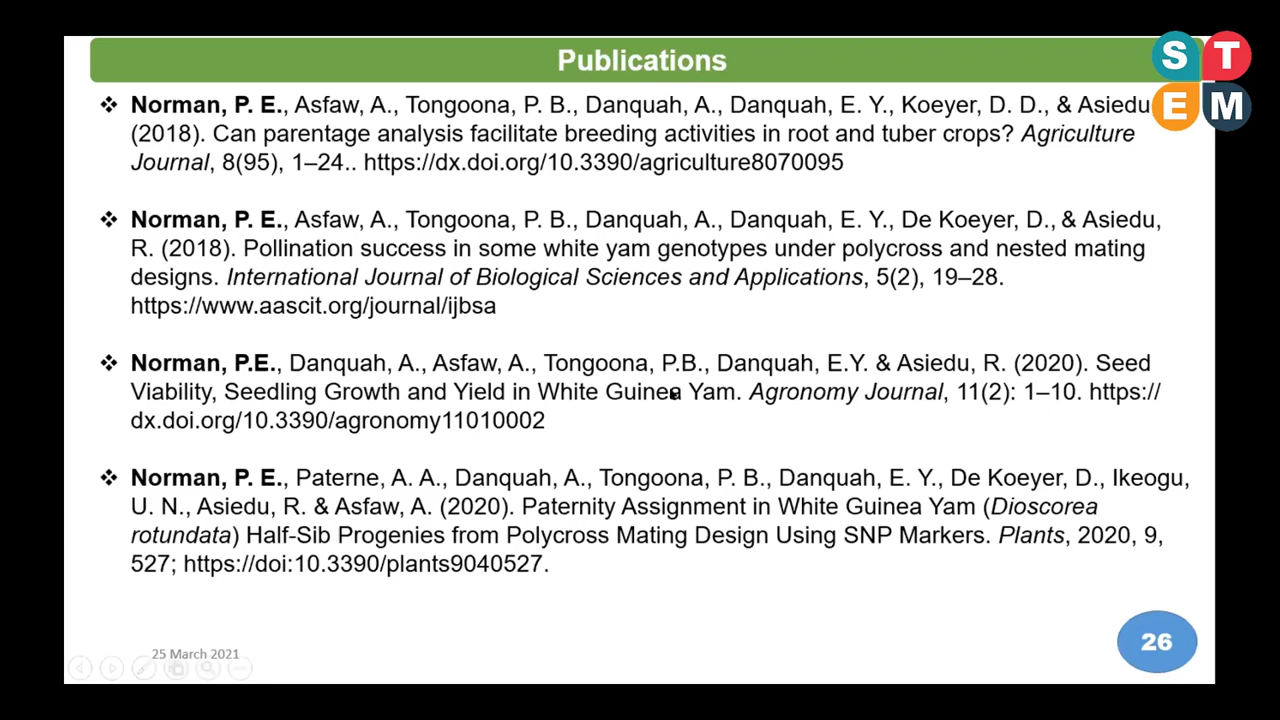 Publications
S T
E M
❖ Norman, P. E., Asfaw, A., Tongoona, P. B., Danquah, A., Danquah, E. Y., Koeyer, D. D., & Asiedu
(2018). Can parentage analysis facilitate breeding activities in root and tuber crops? Agriculture
Journal, 8(95), 1–24.. https://dx.doi.org/10.3390/agriculture8070095
❖ Norman, P. E., Asfaw, A., Tongoona, P. B., Danquah, A., Danquah, E. Y., De Koeyer, D., & Asiedu,
R. (2018). Pollination success in some white yam genotypes under polycross and nested mating
designs. International Journal of Biological Sciences and Applications, 5(2), 19–28.
https://www.aascit.org/journal/ijbsa
❖ Norman, P.E., Danquah, A., Asfaw, A., Tongoona, P.B., Danquah, E.Y. & Asiedu, R. (2020). Seed
Viability, Seedling Growth and Yield in White Guinea Yam. Agronomy Journal, 11(2): 1–10. https://
dx.doi.org/10.3390/agronomy11010002
❖ Norman, P. E., Paterne, A. A., Danquah, A., Tongoona, P. B., Danquah, E. Y., De Koeyer, D., Ikeogu,
U. N., Asiedu, R. & Asfaw, A. (2020). Paternity Assignment in White Guinea Yam (Dioscorea
rotundata) Half-Sib Progenies from Polycross Mating Design Using SNP Markers. Plants, 2020, 9,
527; https://doi:10.3390/plants9040527.
25 March 2021
26